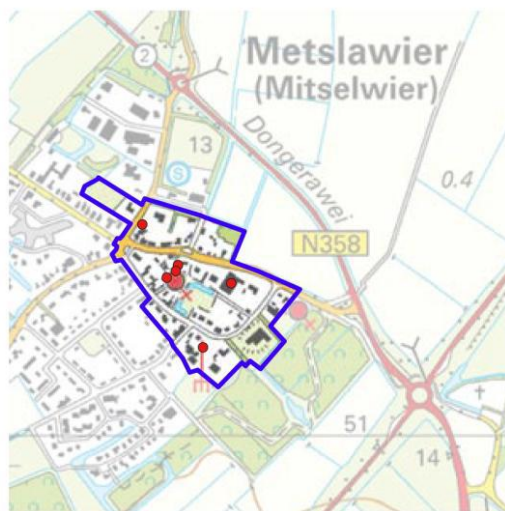 Metslawier
(Mitselwier)
2
13
S
Dongerawei
0.4
N358
m
51
14